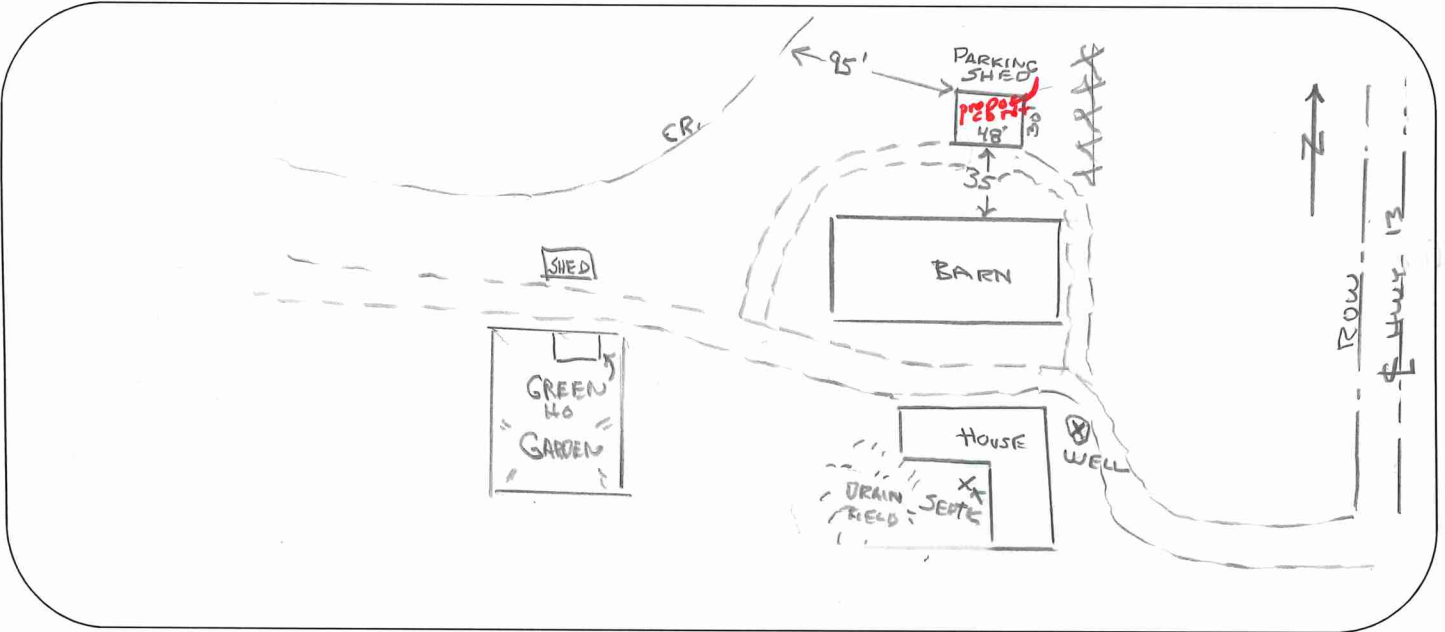 95'
PARKING
SHED
48'
30'
CR.
35'
N
SHED
BARN
ROW
HWY 13
GREEN
HO
GARDEN
HOUSE
WELL
DRAIN
FIELD
SEPTIC